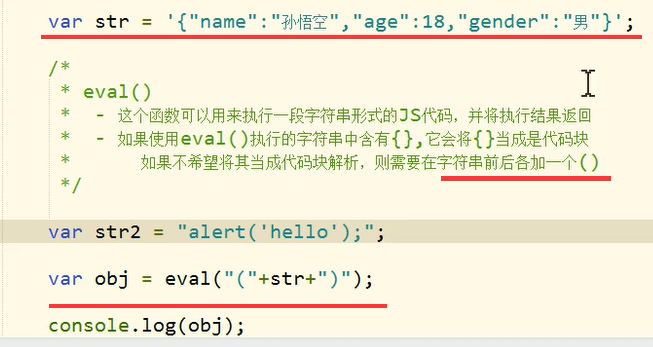 var str = '{"name":"孙悟空","age":18,"gender":"男"}';
/*
* eval()
* - 这个函数可以用来执行一段字符串形式的JS代码，并将执行结果返回
* - 如果使用eval()执行的字符串中含有{},它会将{}当成是代码块
* 如果不希望将其当成代码块解析，则需要在字符串前后各加一个()
*/
var str2 = "alert('hello');";
var obj = eval("("+str+")");
console.log(obj);